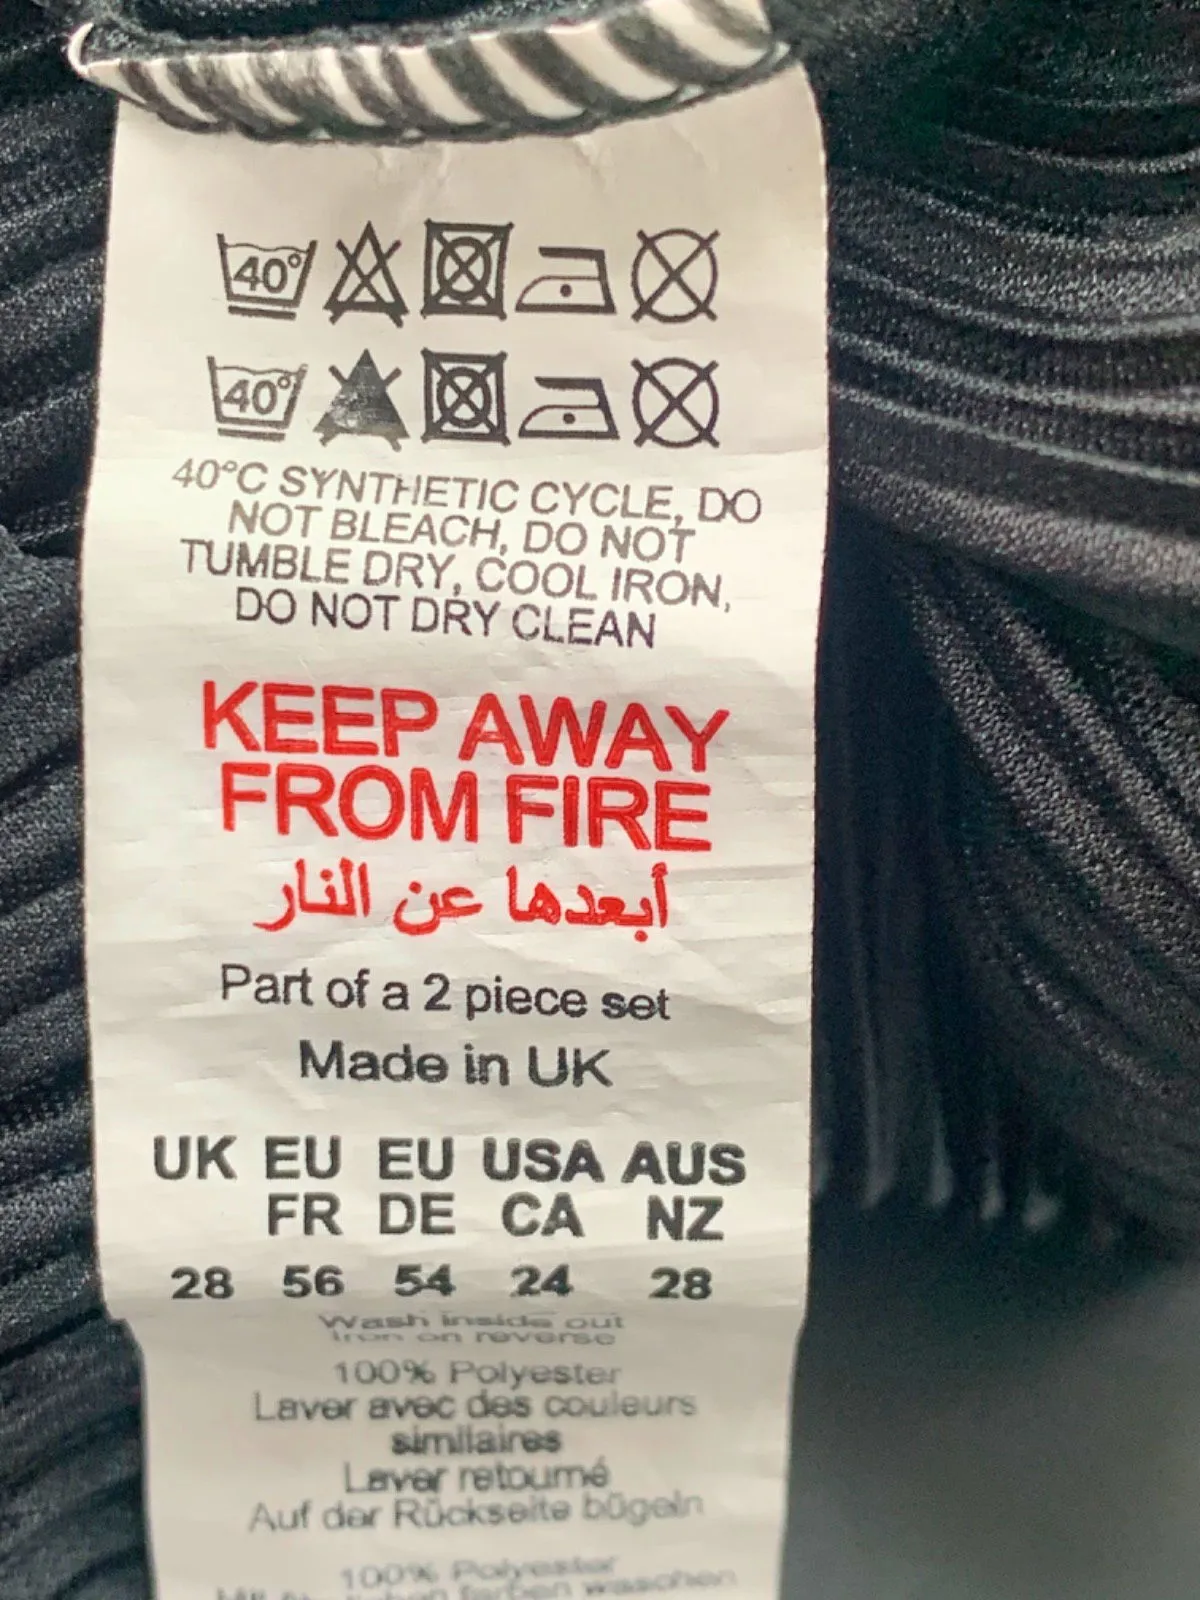 40°
40°
40°C SYNTHETIC CYCLE, DO
NOT BLEACH, DO NOT
TUMBLE DRY, COOL IRON,
DO NOT DRY CLEAN
KEEP AWAY
FROM FIRE
أبعدها عن النار
Part of a 2 piece set
Made in UK
UK EU EU USA AUS
FR DE CA NZ
28 56 54 24 28
Wash inside out
Iron on reverse
100% Polyester
Laver avec des couleurs
similaires
Laver retourné
Auf der Rückseite bügeln
100% Polyester
farben waschen